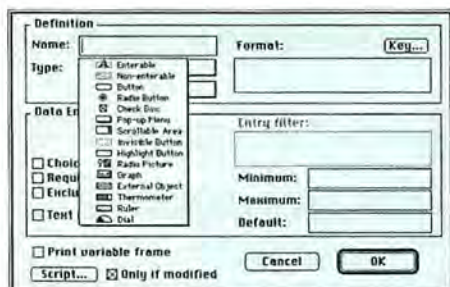 Definition
Name:
Format:
Key...
Type:
Enterable
Non-enterable
Button
Radio Button
Check Box
Pop-up Menu
Scrollable Area
Invisible Button
Highlight Button
Radio Picture
Graph
External Object
Thermometer
Ruler
Dial
Data En
Entry filter:
Choic
Requi
Exclu
Text
Minimum:
Maximum:
Default:
Print variable frame
Script...
Only if modified
Cancel
OK